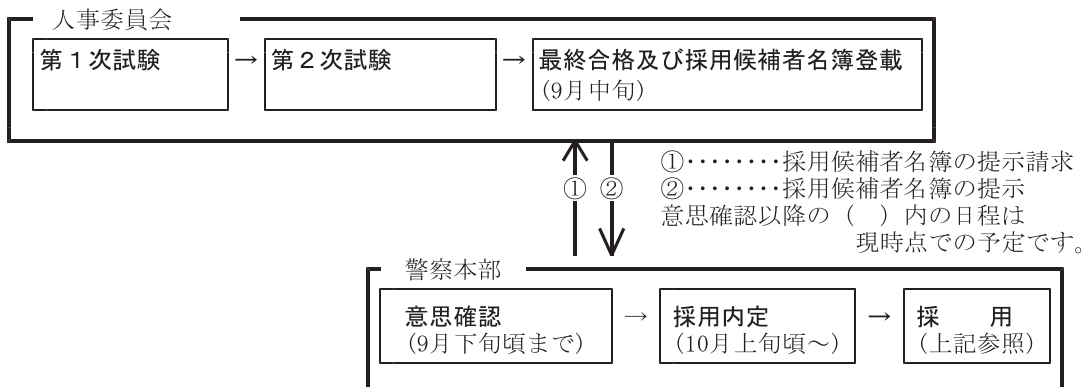 人事委員会
第１次試験
→
第２次試験
→
最終合格及び採用候補者名簿登載
(9月中旬)
①
②
①････････採用候補者名簿の提示請求
②････････採用候補者名簿の提示
意思確認以降の（　）内の日程は
現時点での予定です。
警察本部
意思確認
(9月下旬頃まで)
→
採用内定
(10月上旬頃～)
→
採　　用
(上記参照)